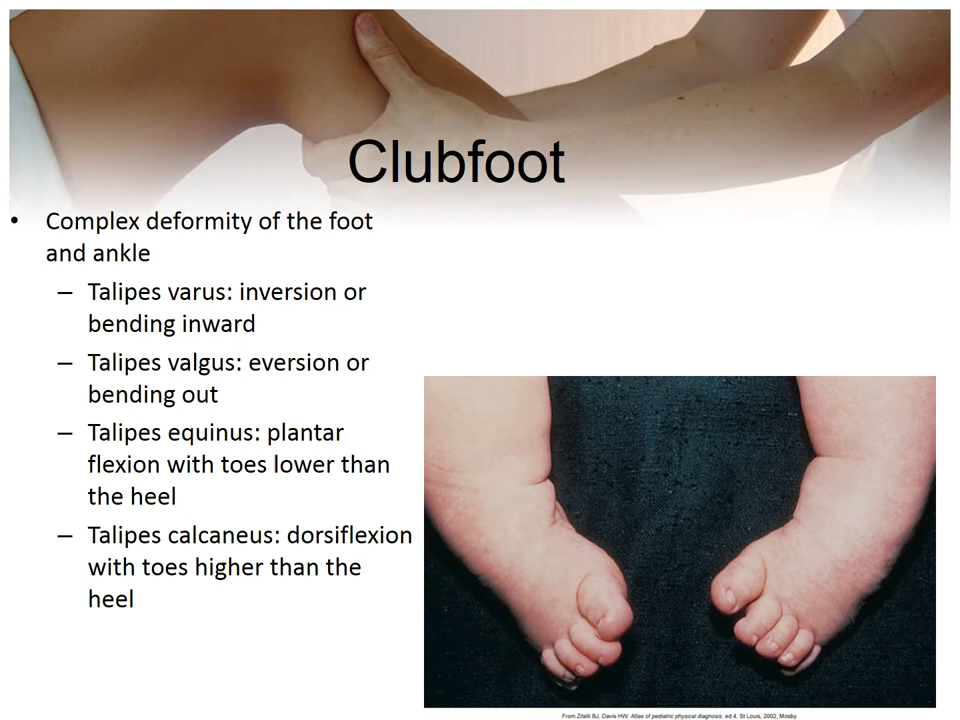 Clubfoot
• Complex deformity of the foot
and ankle
– Talipes varus: inversion or
bending inward
– Talipes valgus: eversion or
bending out
– Talipes equinus: plantar
flexion with toes lower than
the heel
– Talipes calcaneus: dorsiflexion
with toes higher than the
heel
From Zitelli BJ, Davis HW: Atlas of pediatric physical diagnosis, ed 4, St Louis, 2002, Mosby.